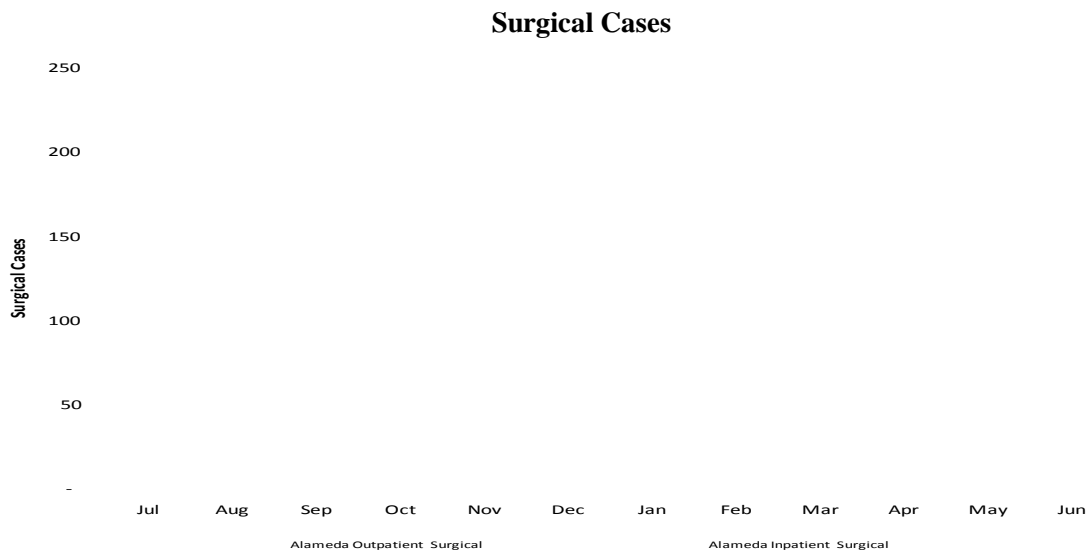 Surgical Cases
250
200
150
100
50
-
Surgical Cases
Jul Aug Sep Oct Nov Dec Jan Feb Mar Apr May Jun
Alameda Outpatient Surgical Alameda Inpatient Surgical